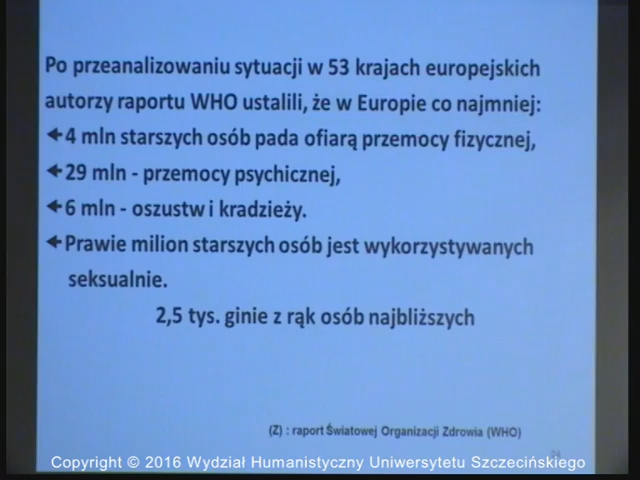 Po przeanalizowaniu sytuacji w 53 krajach europejskich
autorzy raportu WHO ustalili, że w Europie co najmniej:
←4 mln starszych osób pada ofiarą przemocy fizycznej,
←29 mln - przemocy psychicznej,
←6 mln - oszustw i kradzieży.
←Prawie milion starszych osób jest wykorzystywanych
seksualnie.
2,5 tys. ginie z rąk osób najbliższych
(Z) : raport Światowej Organizacji Zdrowia (WHO)
Copyright © 2016 Wydział Humanistyczny Uniwersytetu Szczecińskiego